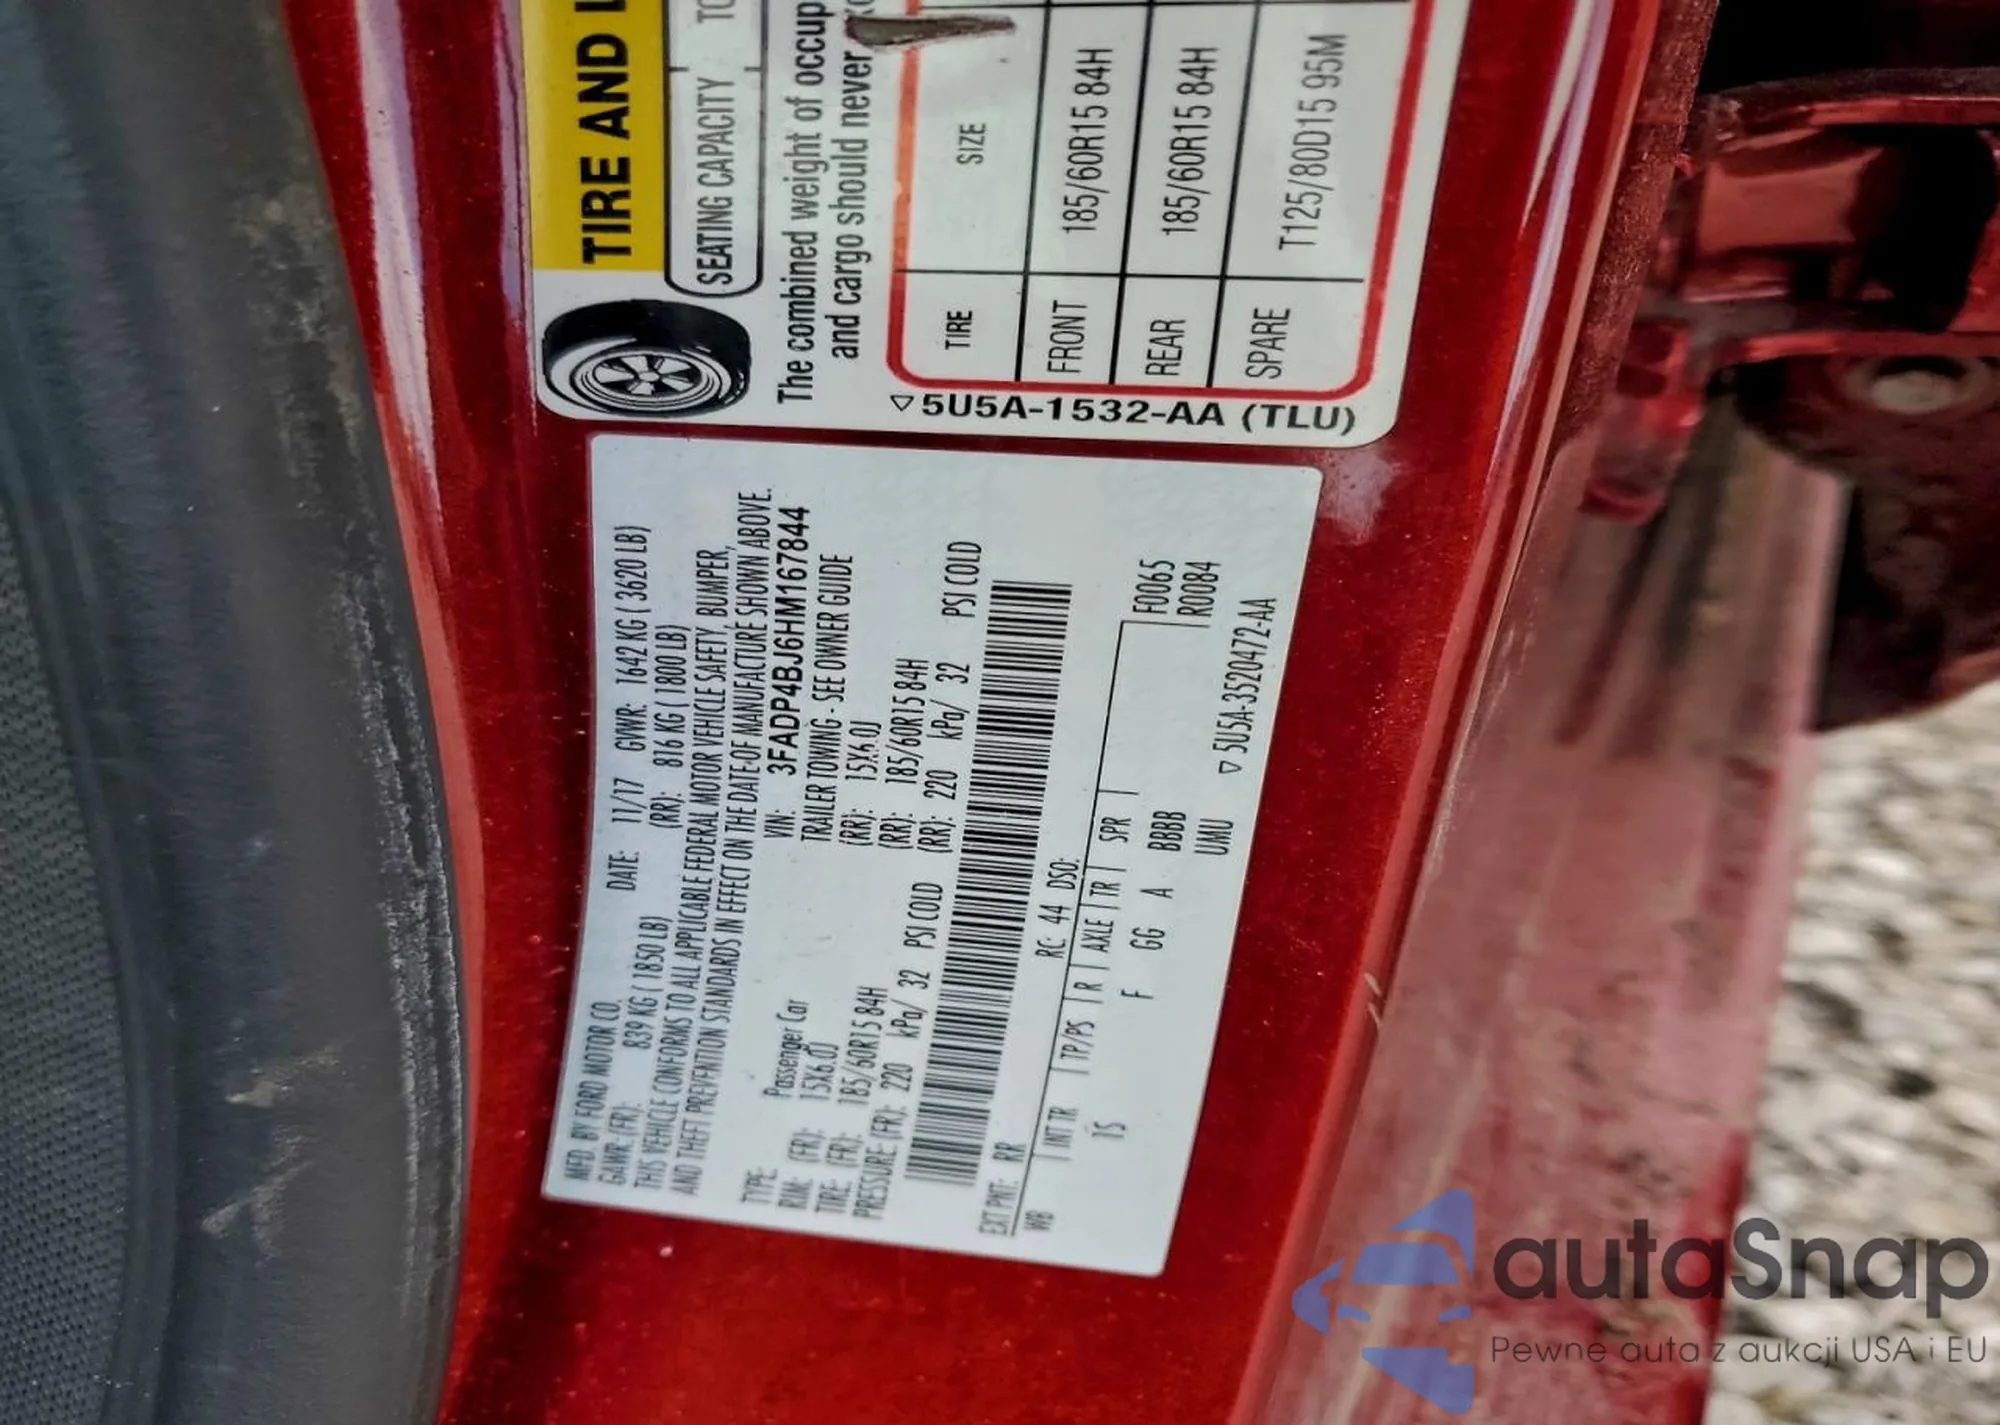 TIRE AND
SEATING CAPACITY
The combined weight of occup
and cargo should never
TIRE SIZE
FRONT 185/60R15 84H
REAR 185/60R15 84H
SPARE T125/80D15 95M
▽ 5U5A-1532-AA (TLU)
MFD. BY FORD MOTOR CO. DATE: 11/17 GVWR: 1642 KG ( 3620 LB)
GAWR: (FR): 839 KG ( 1850 LB) (RR): 816 KG ( 1800 LB)
THIS VEHICLE CONFORMS TO ALL APPLICABLE FEDERAL MOTOR VEHICLE SAFETY, BUMPER,
AND THEFT PREVENTION STANDARDS IN EFFECT ON THE DATE OF MANUFACTURE SHOWN ABOVE.
VIN: 3FADP4BJ6HM167844
TYPE: Passenger Car TRAILER TOWING - SEE OWNER GUIDE
RIM: (FR): 15X6.0J (RR): 15X6.0J
TIRE: (FR): 185/60R15 84H (RR): 185/60R15 84H
PRESSURE: (FR): 220 kPa/ 32 PSI COLD (RR): 220 kPa/ 32 PSI COLD
EXT PNT: RR RC: 44 DSO:
WB INT TR TP/PS R AXLE TR SPR F0065
IS F GG A BBBB R0084
UMU ▽ 5U5A-3520472-AA
autaSnap
Pewne auta z aukcji USA i EU